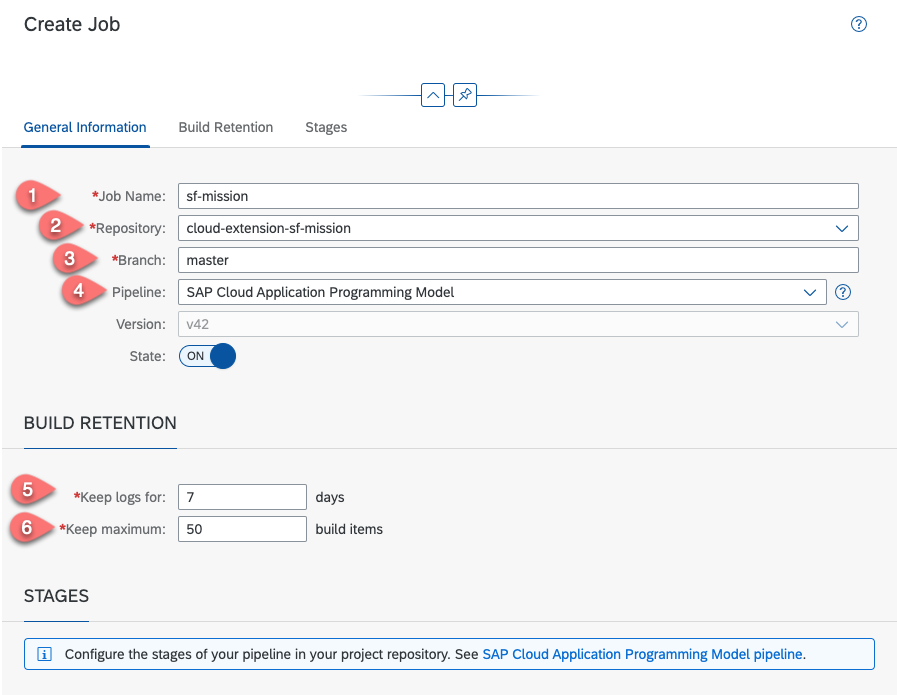 Create Job
General Information Build Retention Stages
1 *Job Name: sf-mission
2 *Repository: cloud-extension-sf-mission
3 *Branch: master
4 Pipeline: SAP Cloud Application Programming Model
Version: v42
State: ON
BUILD RETENTION
5 *Keep logs for: 7 days
6 *Keep maximum: 50 build items
STAGES
Configure the stages of your pipeline in your project repository. See SAP Cloud Application Programming Model pipeline.